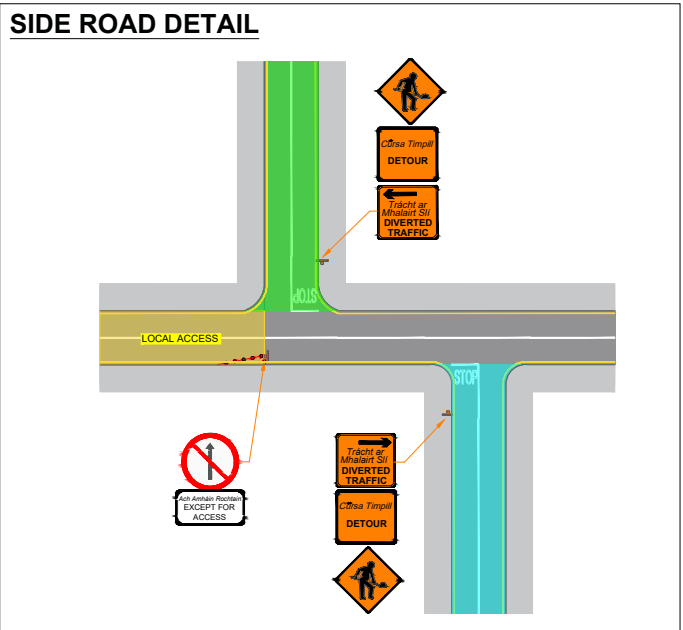 SIDE ROAD DETAIL
Cúrsa Timpill
DETOUR
Trácht ar
Mhalairt Slí
DIVERTED
TRAFFIC
STOP
LOCAL ACCESS
STOP
Ach Amháin Rochtain
EXCEPT FOR
ACCESS
Trácht ar
Mhalairt Slí
DIVERTED
TRAFFIC
Cúrsa Timpill
DETOUR